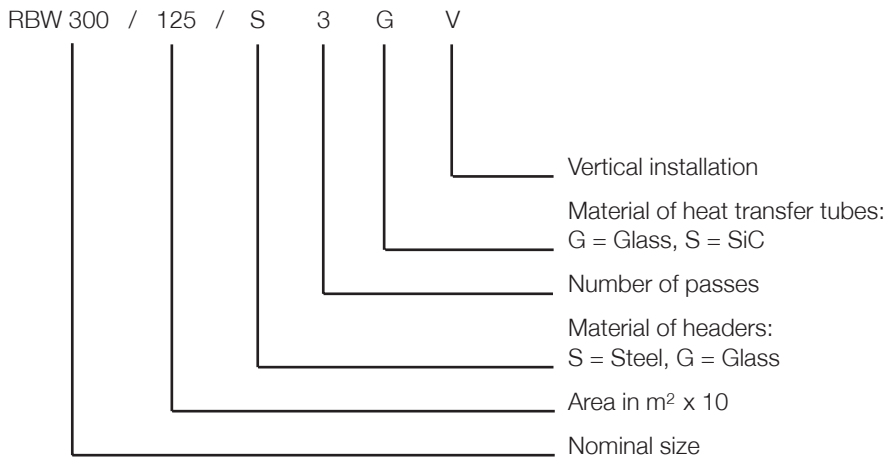 RBW 300 / 125 / S 3 G V
Vertical installation
Material of heat transfer tubes:
G = Glass, S = SiC
Number of passes
Material of headers:
S = Steel, G = Glass
Area in m² x 10
Nominal size